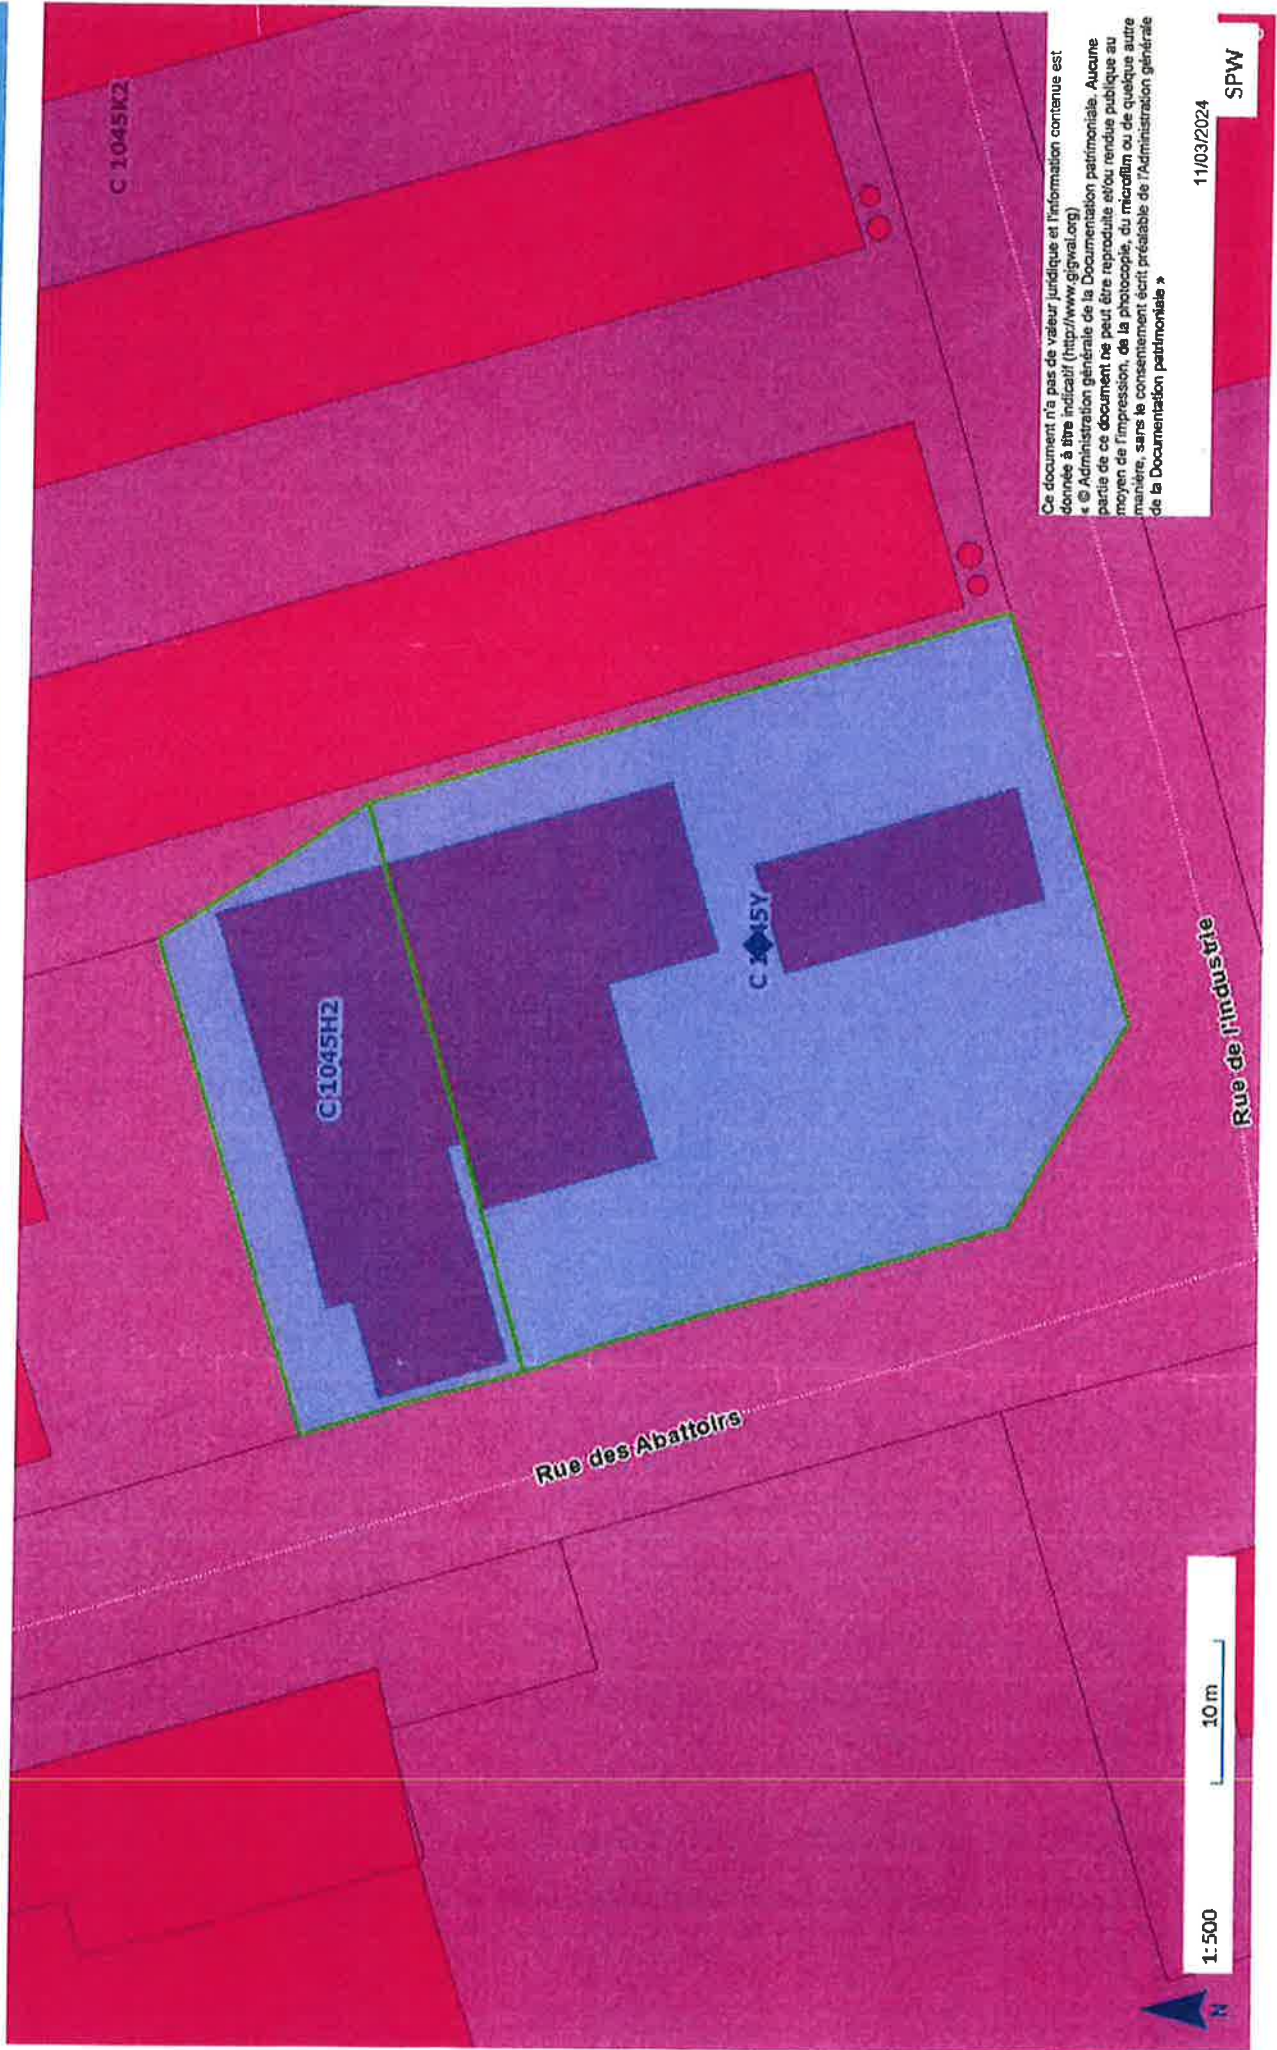 C 1045K2
C 1045H2
C 1045Y
Rue des Abattoirs
Rue de l'Industrie
Ce document n'a pas de valeur juridique et l'information contenue est
donnée à titre indicatif (http://www.gigwal.org)
« © Administration générale de la Documentation patrimoniale. Aucune
partie de ce document ne peut être reproduite et/ou rendue publique au
moyen de l'impression, de la photocopie, du microfilm ou de quelque autre
manière, sans le consentement écrit préalable de l'Administration générale
de la Documentation patrimoniale »
11/03/2024
SPW
1:500
10 m
N